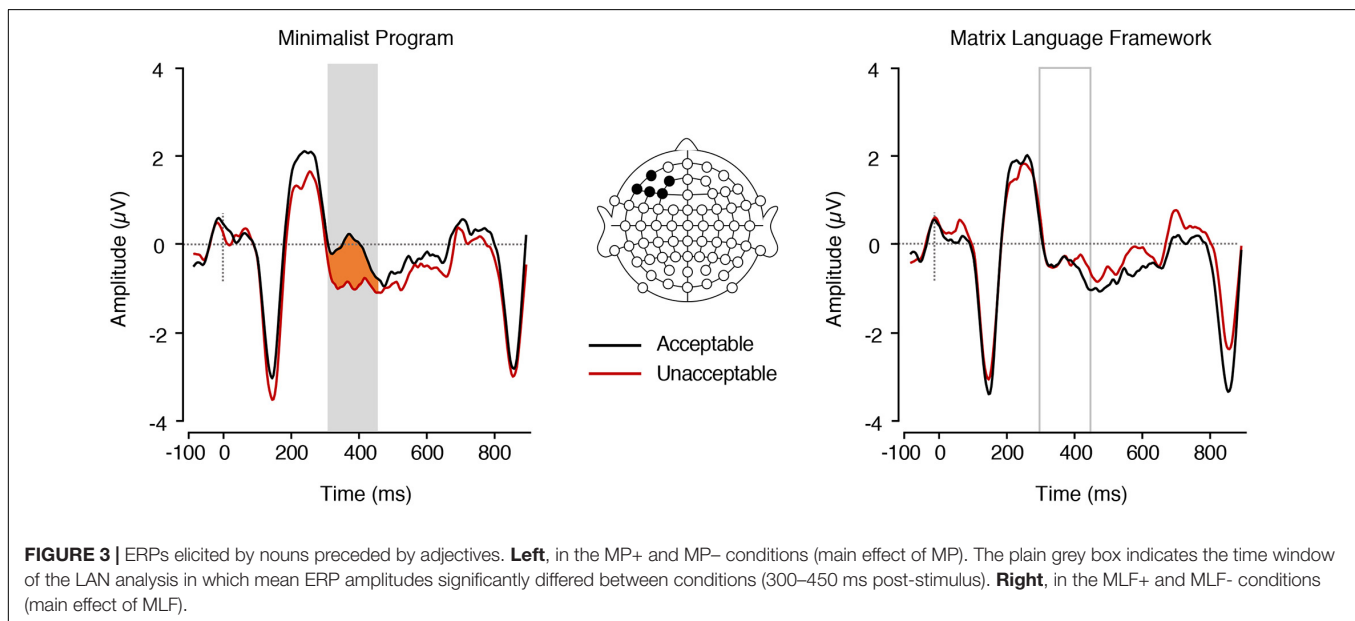 Minimalist Program
4
2
0
-2
-4
Amplitude (µV)
-100 0 200 400 600 800
Time (ms)
Acceptable
Unacceptable
Matrix Language Framework
4
2
0
-2
-4
Amplitude (µV)
-100 0 200 400 600 800
Time (ms)
FIGURE 3 | ERPs elicited by nouns preceded by adjectives. Left, in the MP+ and MP– conditions (main effect of MP). The plain grey box indicates the time window
of the LAN analysis in which mean ERP amplitudes significantly differed between conditions (300–450 ms post-stimulus). Right, in the MLF+ and MLF- conditions
(main effect of MLF).